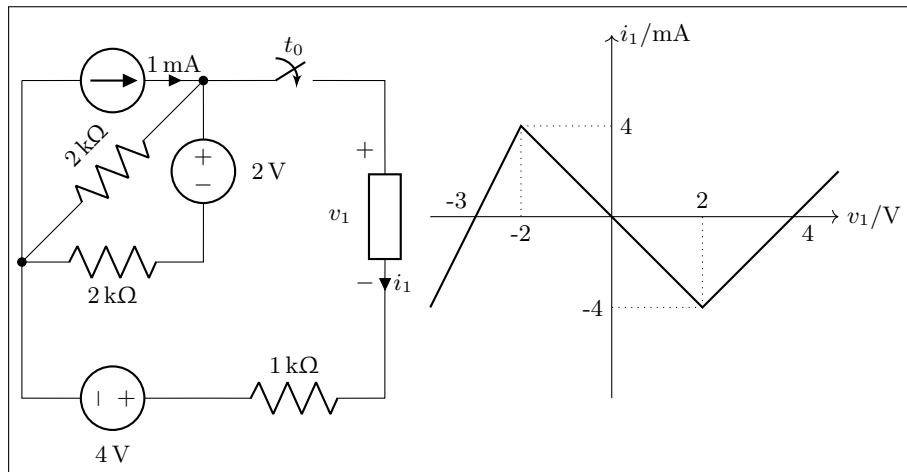 t₀
i₁/mA
1 mA
2 kΩ
+
−
2 V
+
v₁
−
i₁
2 kΩ
1 kΩ
− +
4 V
4
-3
2
v₁/V
-2
4
-4